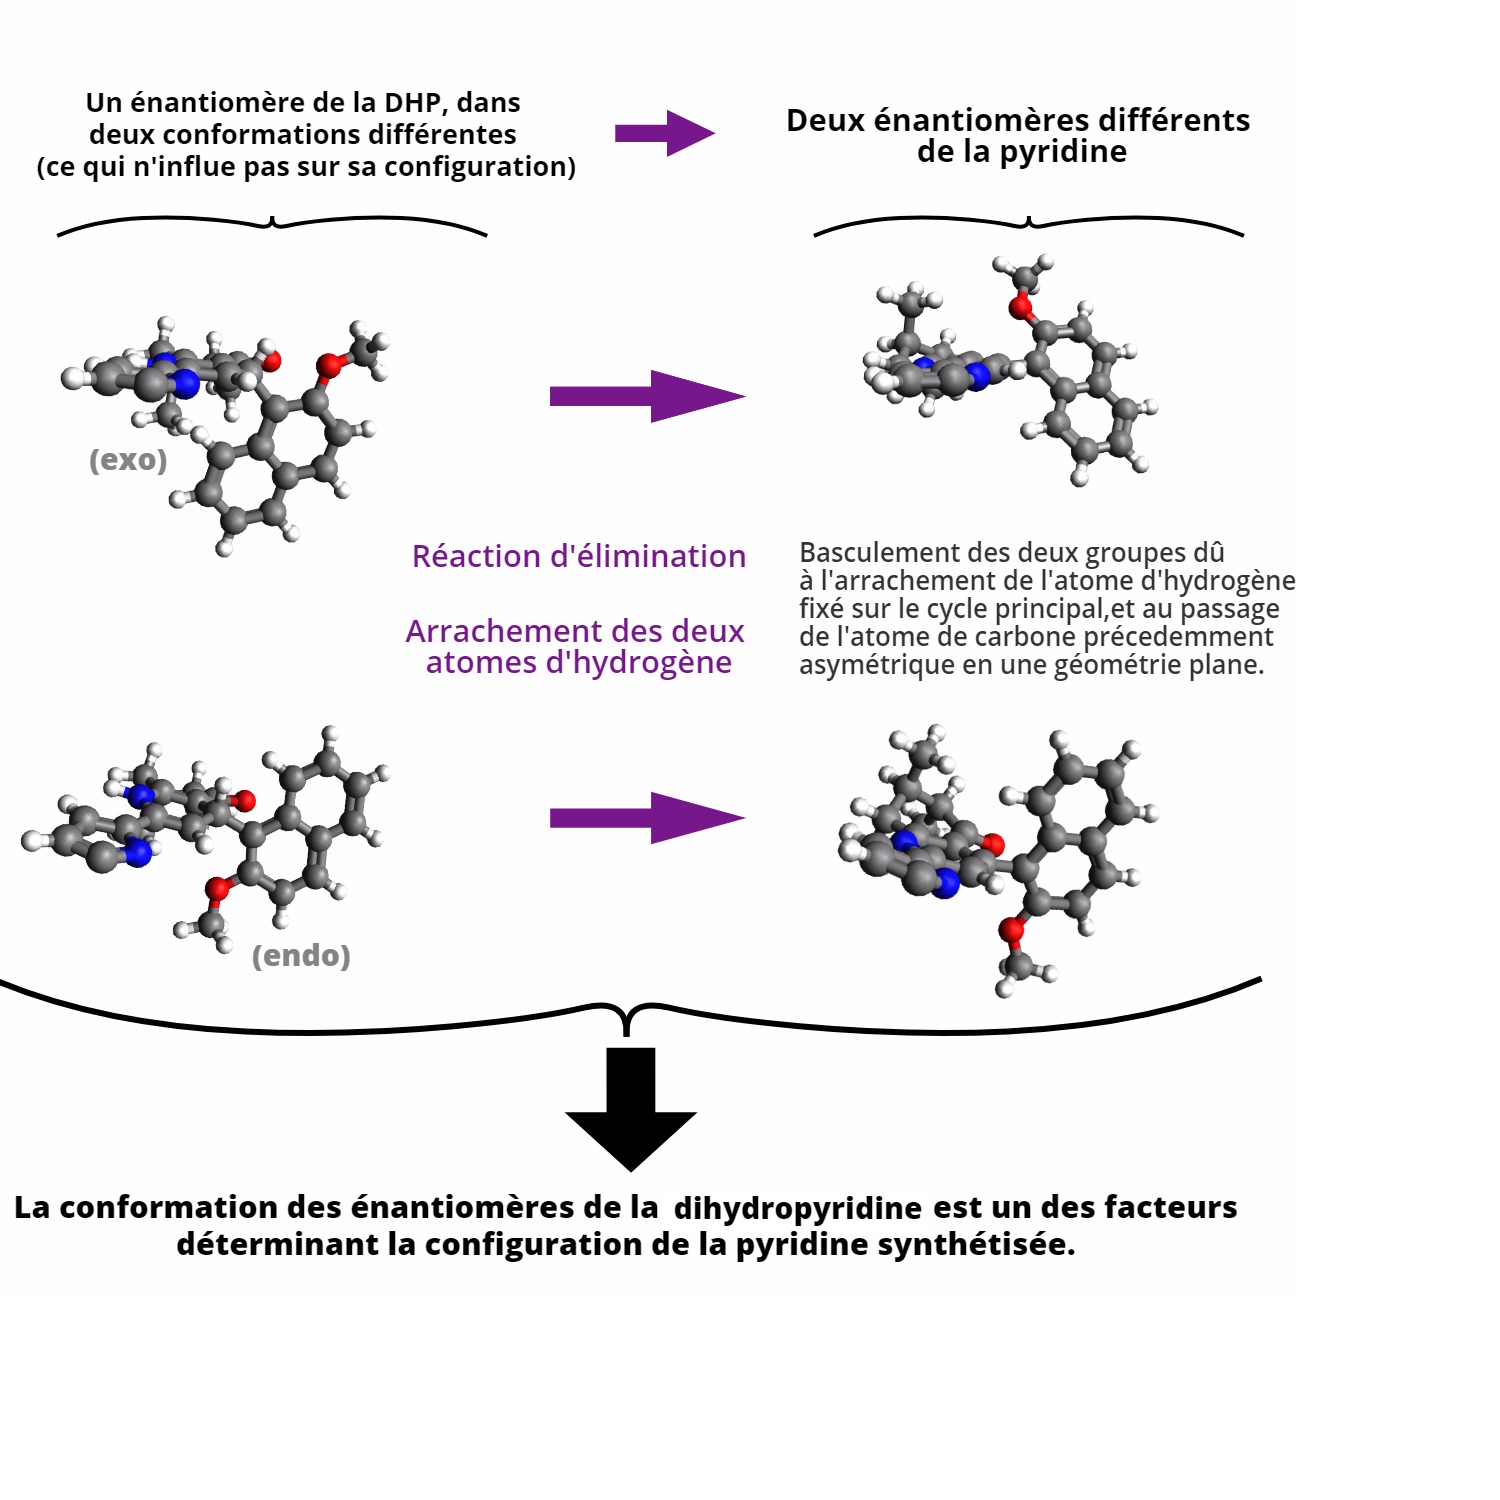 Un énantiomère de la DHP, dans
deux conformations différentes
(ce qui n'influe pas sur sa configuration)
Deux énantiomères différents
de la pyridine
(exo)
Réaction d'élimination
Arrachement des deux
atomes d'hydrogène
Basculement des deux groupes dû
à l'arrachement de l'atome d'hydrogène
fixé sur le cycle principal,et au passage
de l'atome de carbone précedemment
asymétrique en une géométrie plane.
(endo)
La conformation des énantiomères de la dihydropyridine est un des facteurs
déterminant la configuration de la pyridine synthétisée.